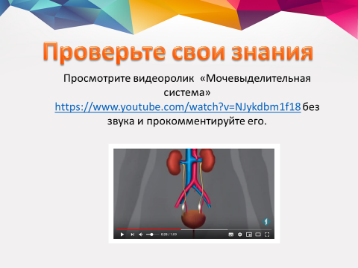 Проверьте свои знания
Просмотрите видеоролик «Мочевыделительная
система»
https://www.youtube.com/watch?v=NJykdbm1f18 без
звука и прокомментируйте его.